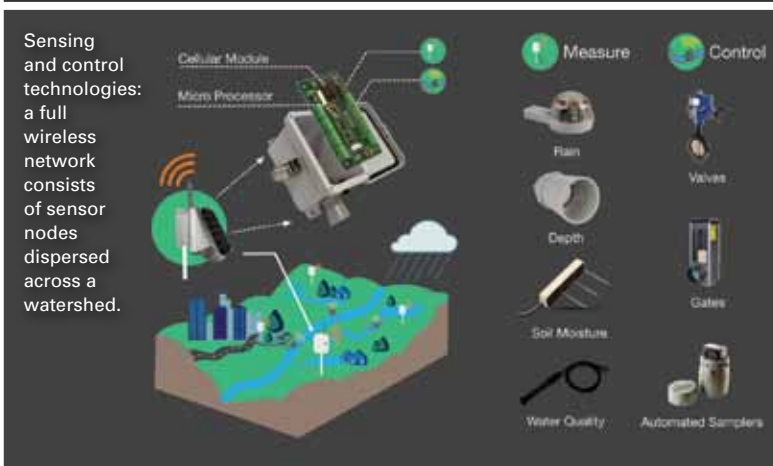 Sensing
and control
technologies:
a full
wireless
network
consists
of sensor
nodes
dispersed
across a
watershed.
Cellular Module
Micro Processor
Measure
Control
Rain
Valves
Depth
Gates
Soil Moisture
Water Quality
Automated Samplers